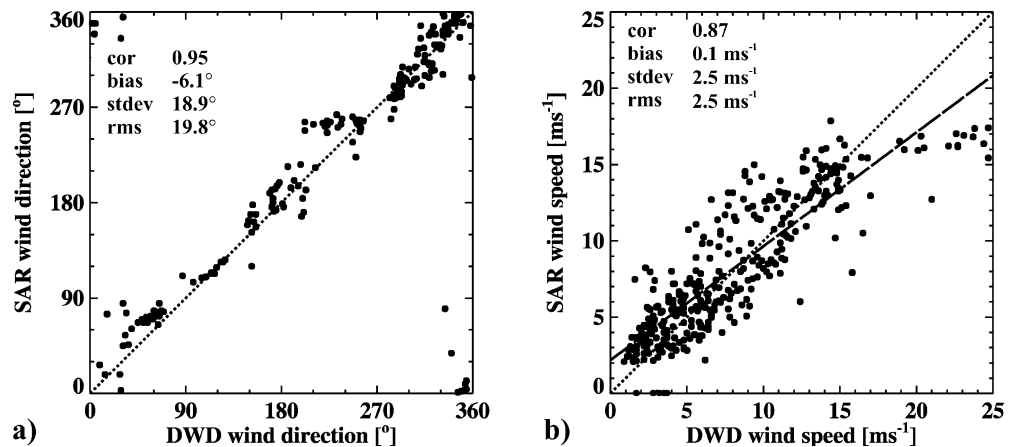 360
270
180
90
0
SAR wind direction [°]
cor 0.95
bias -6.1°
stdev 18.9°
rms 19.8°
0 90 180 270 360
DWD wind direction [°]
a)
25
20
15
10
5
0
SAR wind speed [ms-1]
cor 0.87
bias 0.1 ms-1
stdev 2.5 ms-1
rms 2.5 ms-1
0 5 10 15 20 25
DWD wind speed [ms-1]
b)